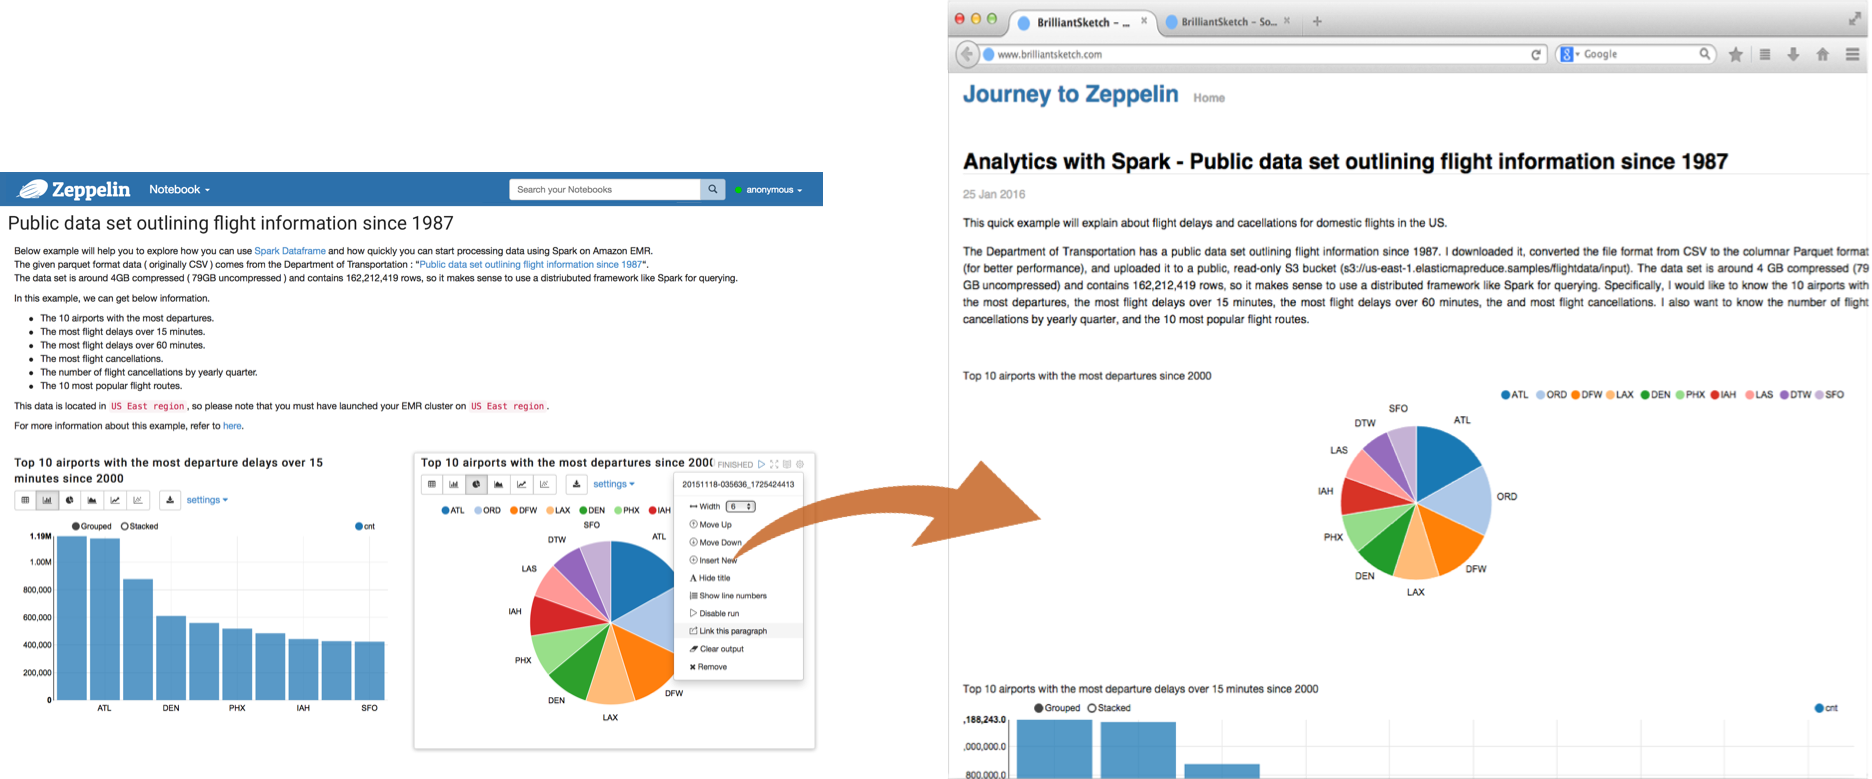 Zeppelin Notebook Search your Notebooks anonymous
Public data set outlining flight information since 1987
Below example will help you to explore how you can use Spark Dataframe and how quickly you can start processing data using Spark on Amazon EMR.
The given parquet format data ( originally CSV ) comes from the Department of Transportation : "Public data set outlining flight information since 1987".
The data set is around 4GB compressed ( 79GB uncompressed ) and contains 162,212,419 rows, so it makes sense to use a distriubuted framework like Spark for querying.
In this example, we can get below information.
• The 10 airports with the most departures.
• The most flight delays over 15 minutes.
• The most flight delays over 60 minutes.
• The most flight cancellations.
• The number of flight cancellations by yearly quarter.
• The 10 most popular flight routes.
This data is located in US East region , so please note that you must have launched your EMR cluster on US East region .
For more information about this example, refer to here.
Top 10 airports with the most departure delays over 15
minutes since 2000
settings
Grouped Stacked cnt
1.19M
1.00M
800,000
600,000
400,000
200,000
0
ATL DEN PHX IAH SFO
Top 10 airports with the most departures since 2000 FINISHED
settings
ATL ORD DFW LAX DEN PHX IAH
SFO
ATL
DTW
LAS
IAH
PHX
DEN
LAX
DFW
20151118-035636_1725424413
Width 6
Move Up
Move Down
Insert New
Hide title
Show line numbers
Disable run
Link this paragraph
Clear output
Remove
BrilliantSketch – ... BrilliantSketch – So...
www.brilliantsketch.com Google
Journey to Zeppelin Home
Analytics with Spark - Public data set outlining flight information since 1987
25 Jan 2016
This quick example will explain about flight delays and cacellations for domestic flights in the US.
The Department of Transportation has a public data set outlining flight information since 1987. I downloaded it, converted the file format from CSV to the columnar Parquet format
(for better performance), and uploaded it to a public, read-only S3 bucket (s3://us-east-1.elasticmapreduce.samples/flightdata/input). The data set is around 4 GB compressed (79
GB uncompressed) and contains 162,212,419 rows, so it makes sense to use a distributed framework like Spark for querying. Specifically, I would like to know the 10 airports with
the most departures, the most flight delays over 15 minutes, the most flight delays over 60 minutes, the and most flight cancellations. I also want to know the number of flight
cancellations by yearly quarter, and the 10 most popular flight routes.
Top 10 airports with the most departures since 2000
ATL ORD DFW LAX DEN PHX IAH LAS DTW SFO
SFO
ATL
DTW
LAS
ORD
IAH
PHX
DFW
DEN
LAX
Top 10 airports with the most departure delays over 15 minutes since 2000
Grouped Stacked cnt
,188,243.0
,000,000.0
800,000.0